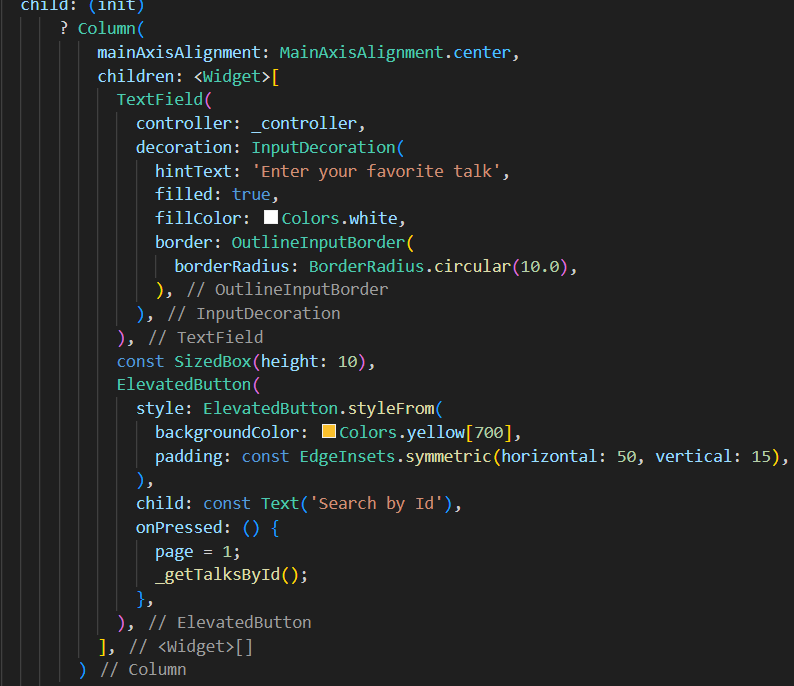 child: (init)
? Column(
mainAxisAlignment: MainAxisAlignment.center,
children: <Widget>[
TextField(
controller: _controller,
decoration: InputDecoration(
hintText: 'Enter your favorite talk',
filled: true,
fillColor: Colors.white,
border: OutlineInputBorder(
borderRadius: BorderRadius.circular(10.0),
), // OutlineInputBorder
), // InputDecoration
), // TextField
const SizedBox(height: 10),
ElevatedButton(
style: ElevatedButton.styleFrom(
backgroundColor: Colors.yellow[700],
padding: const EdgeInsets.symmetric(horizontal: 50, vertical: 15),
),
child: const Text('Search by Id'),
onPressed: () {
page = 1;
_getTalksById();
},
), // ElevatedButton
], // <Widget>[]
) // Column